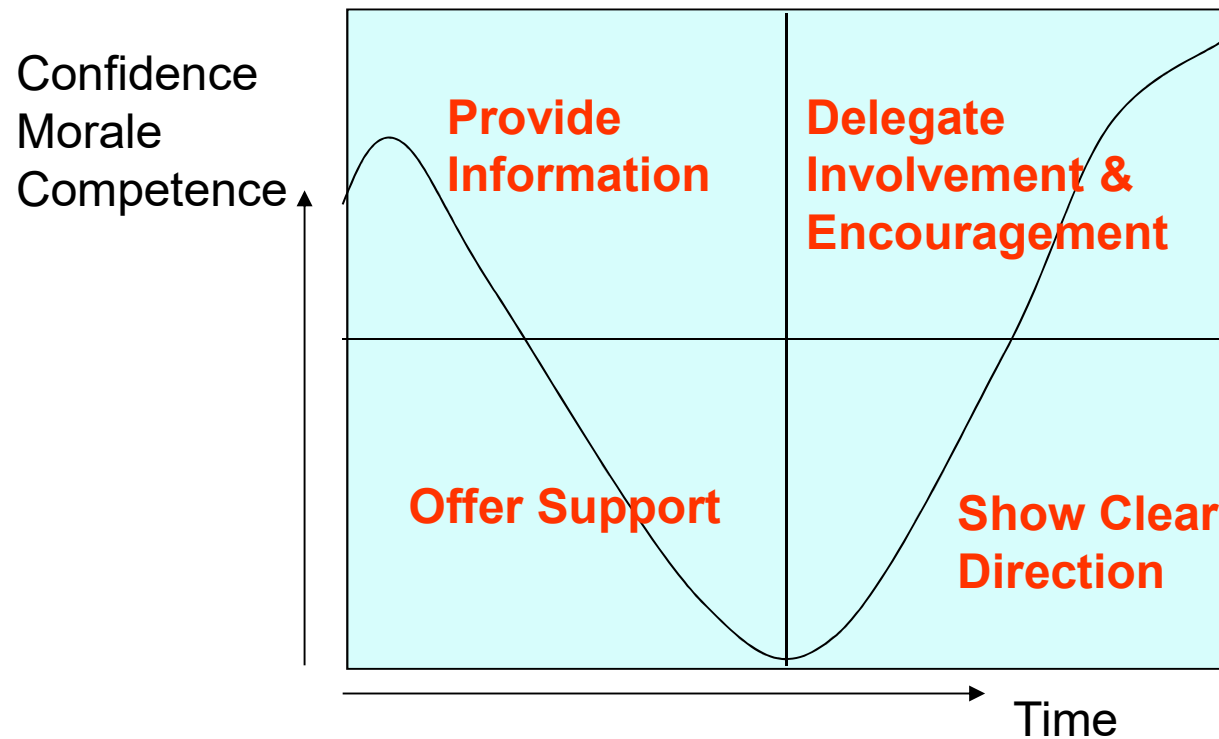 Confidence
Morale
Competence
Provide
Information
Delegate
Involvement &
Encouragement
Offer Support
Show Clear
Direction
Time